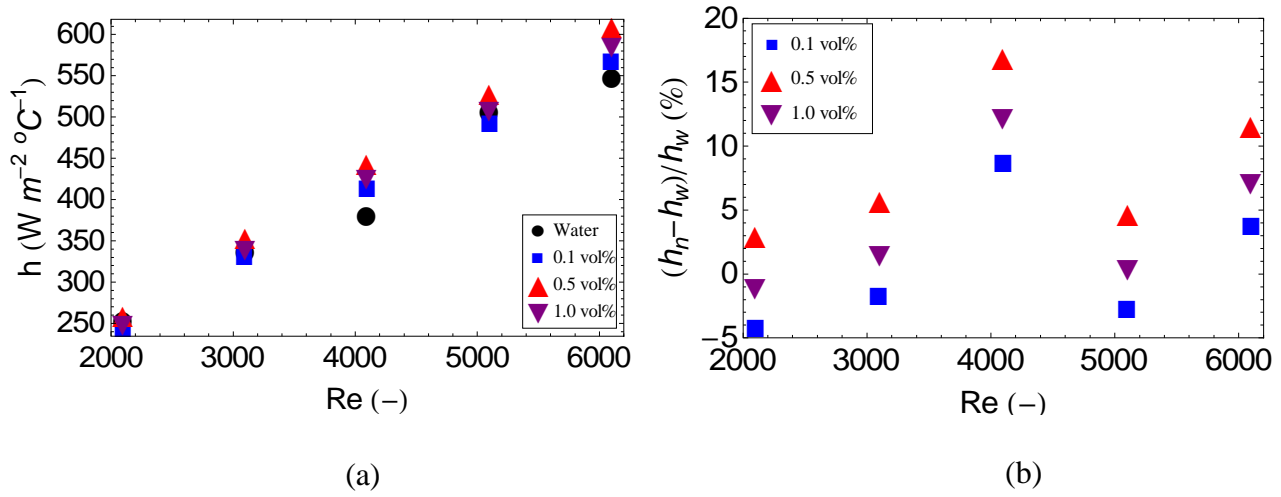 600
550
500
450
400
350
300
250
h (W m⁻² °C⁻¹)
2000 3000 4000 5000 6000
Re (−)
Water
0.1 vol%
0.5 vol%
1.0 vol%
(a)
20
15
10
5
0
−5
(hₙ−h_w)/h_w (%)
0.1 vol%
0.5 vol%
1.0 vol%
2000 3000 4000 5000 6000
Re (−)
(b)